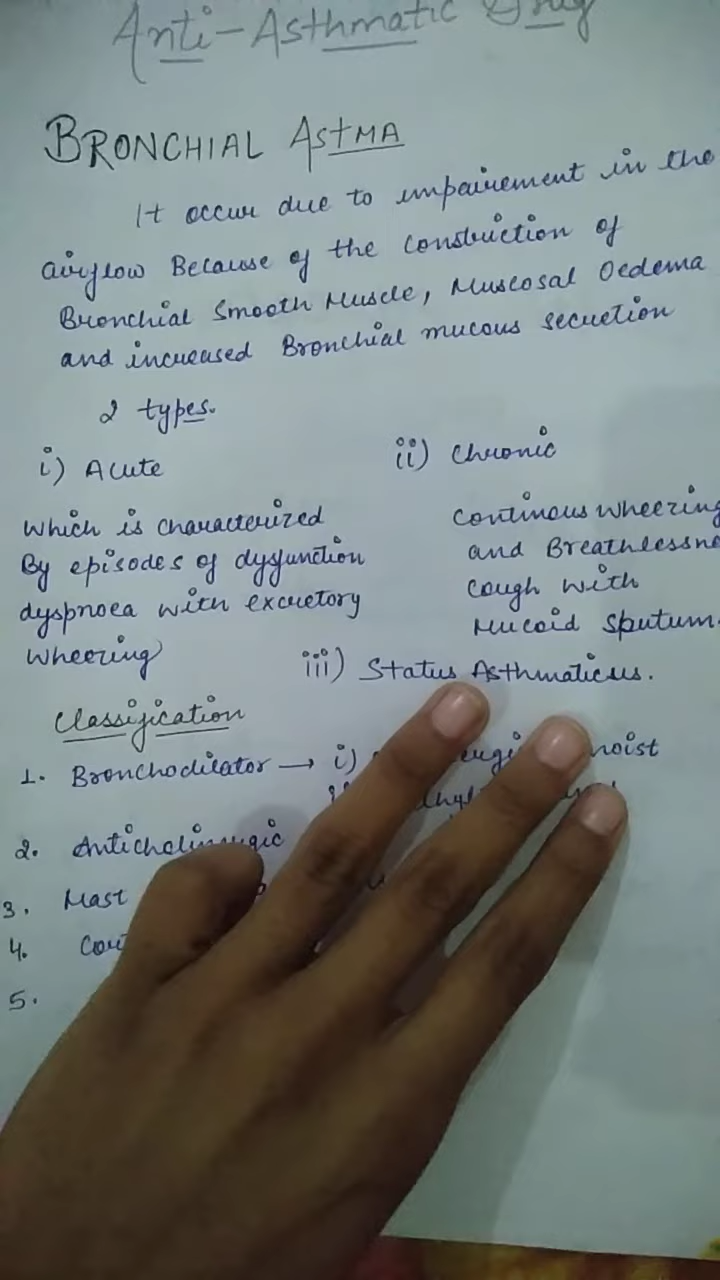 Anti-Asthmatic Drug
BRONCHIAL ASTMA
It occur due to impairement in the
airflow Because of the constriction of
Bronchial Smooth Muscle, Muscosal Oedema
and increased Bronchial mucous secretion
2 types.
i) Acute
ii) Chronic
which is characterized
By episodes of dysfunction
dyspnoea with excretory
wheezing
Continous wheezing
and Breathlessne
cough with
Mucoid Sputum.
iii) Status Asthmaticus.
Classification
1. Bronchodilator → i)
2.
3. Mast
4.
5.